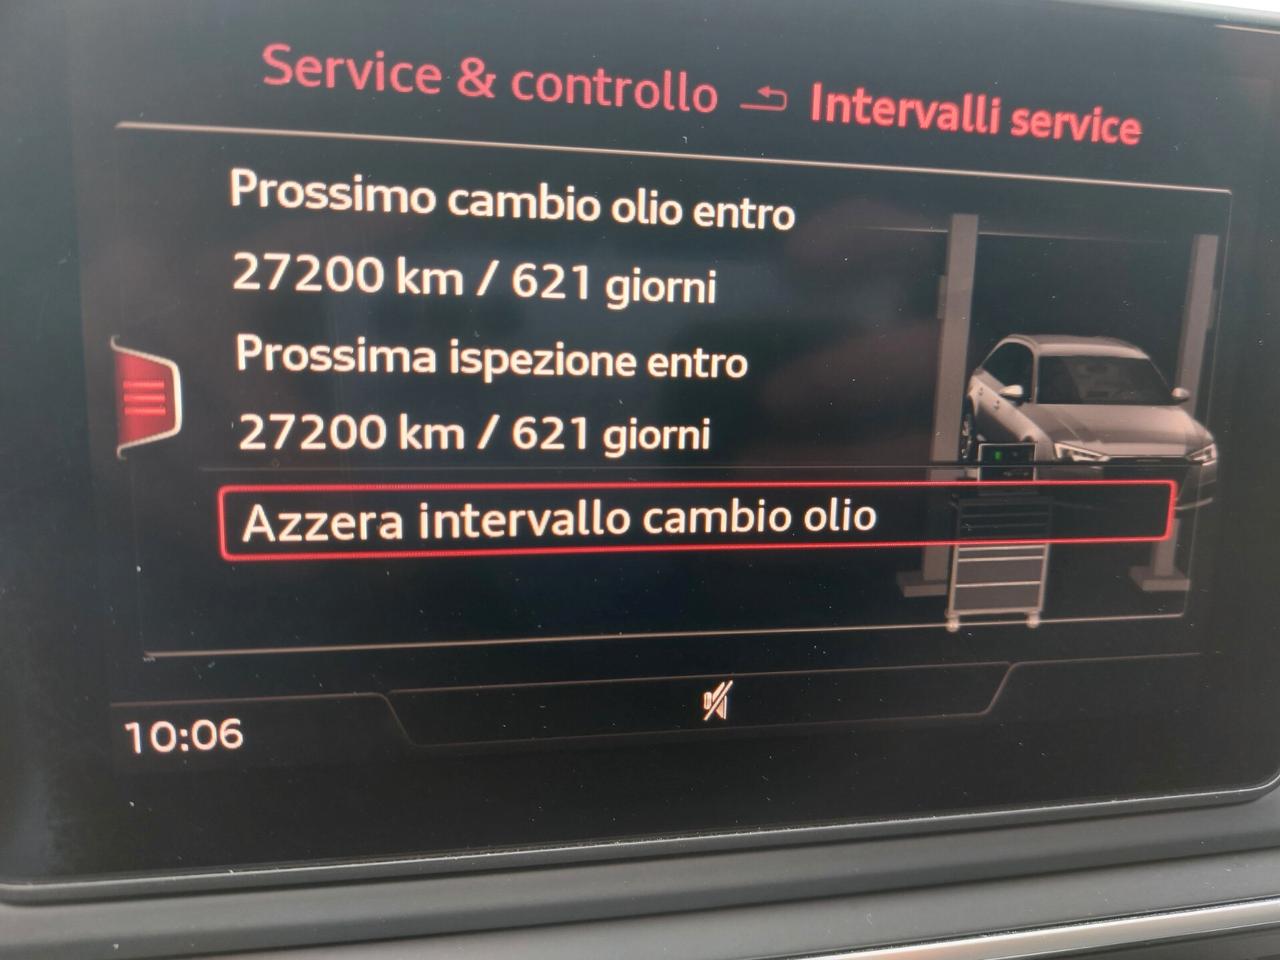 Service & controllo Intervalli service
Prossimo cambio olio entro
27200 km / 621 giorni
Prossima ispezione entro
27200 km / 621 giorni
Azzera intervallo cambio olio
10:06